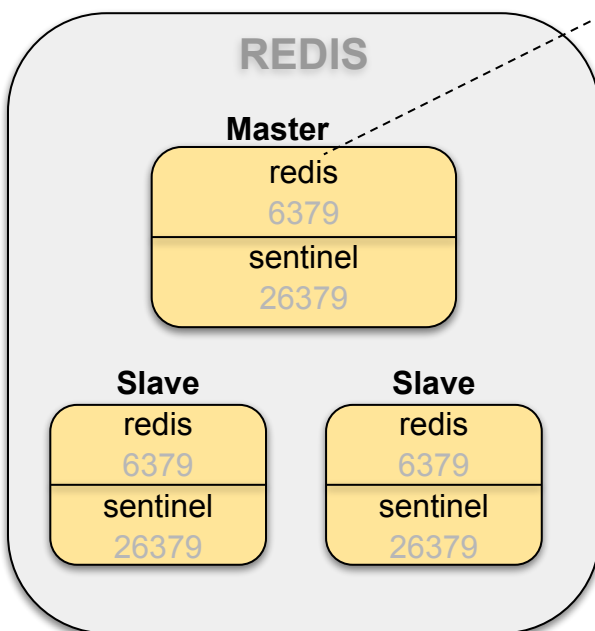 REDIS
Master
redis
6379
sentinel
26379
Slave
redis
6379
sentinel
26379
Slave
redis
6379
sentinel
26379